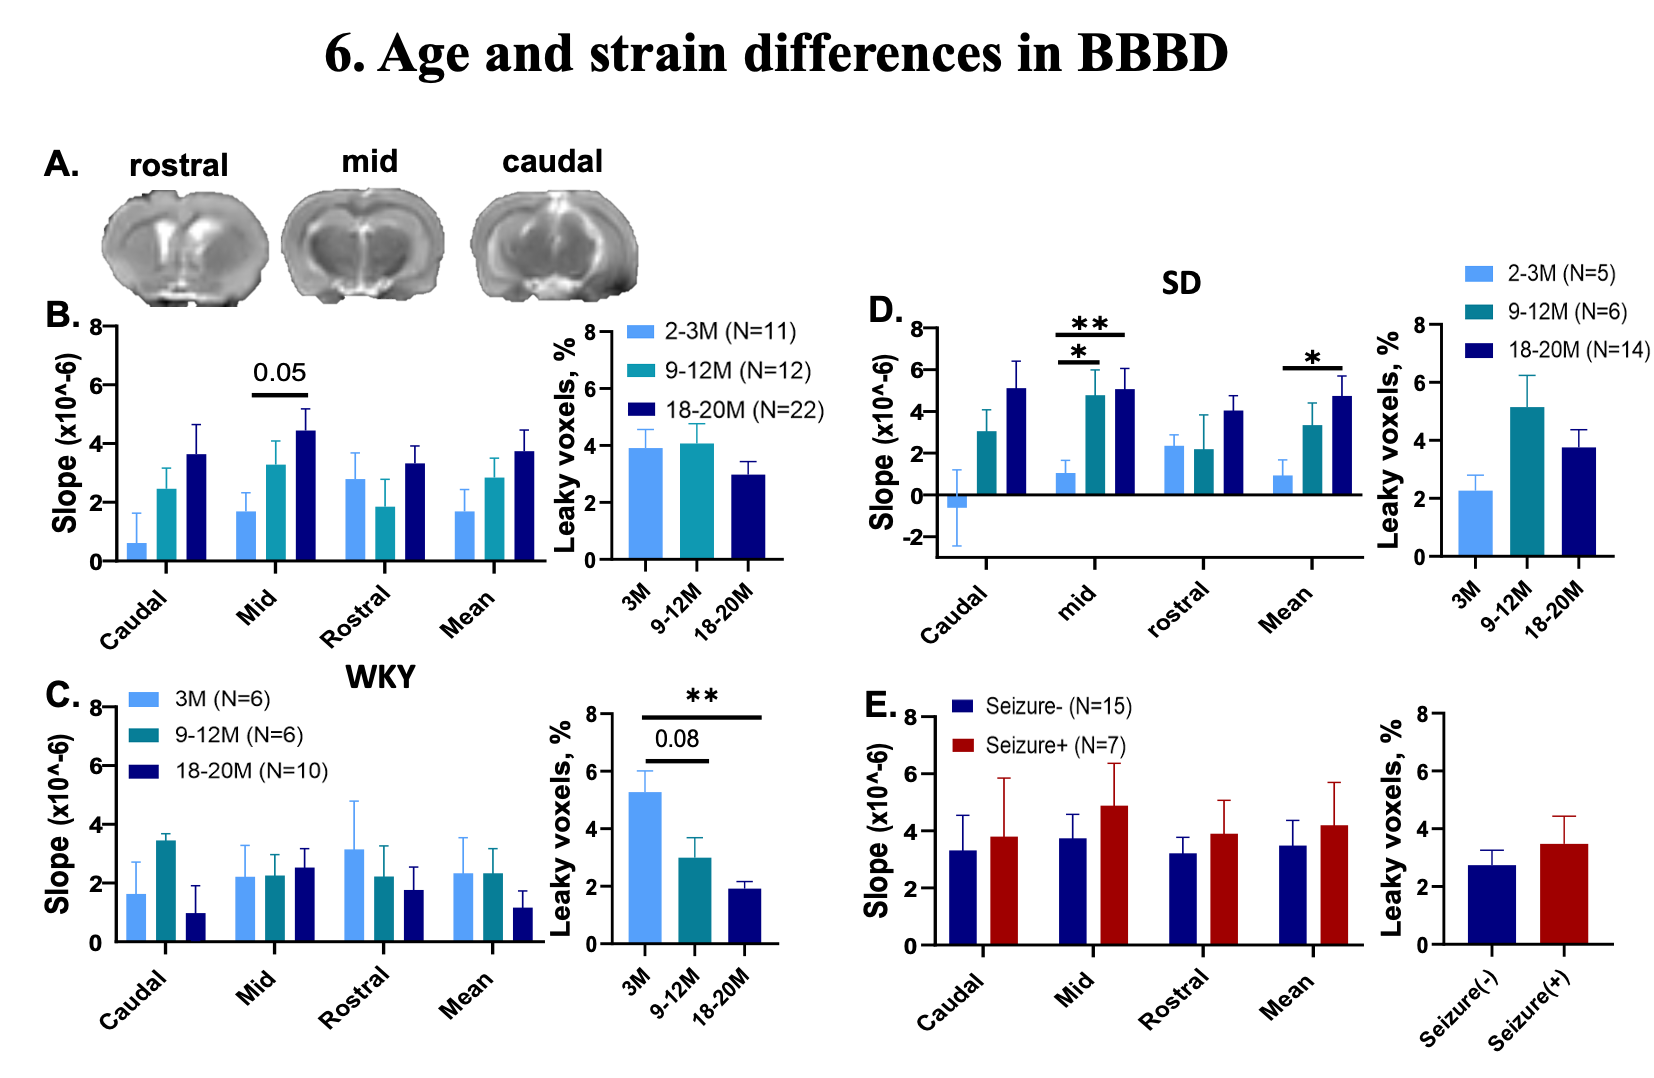 6. Age and strain differences in BBBD
A.
rostral
mid
caudal
B.
8
6
4
2
0
Slope (x10^-6)
0.05
Caudal
Mid
Rostral
Mean
Leaky voxels, %
8
6
4
2
0
2-3M (N=11)
9-12M (N=12)
18-20M (N=22)
3M
9-12M
18-20M
SD
D.
8
6
4
2
0
-2
Slope (x10^-6)
**
*
*
Caudal
mid
rostral
Mean
Leaky voxels, %
8
6
4
2
0
2-3M (N=5)
9-12M (N=6)
18-20M (N=14)
3M
9-12M
18-20M
WKY
C.
8
6
4
2
0
Slope (x10^-6)
3M (N=6)
9-12M (N=6)
18-20M (N=10)
Caudal
Mid
Rostral
Mean
Leaky voxels, %
8
6
4
2
0
**
0.08
3M
9-12M
18-20M
E.
8
6
4
2
0
Slope (x10^-6)
Seizure- (N=15)
Seizure+ (N=7)
Caudal
Mid
Rostral
Mean
Leaky voxels, %
8
6
4
2
0
Seizure(-)
Seizure(+)